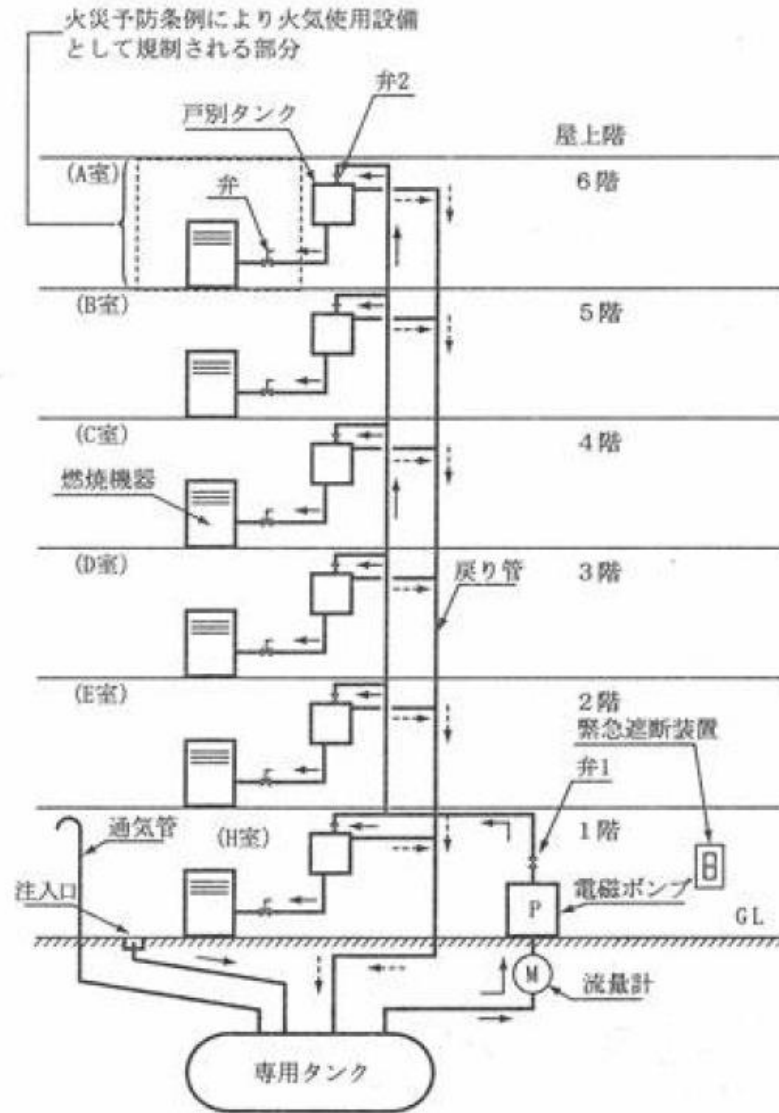 火災予防条例により火気使用設備
として規制される部分
弁2
戸別タンク
屋上階
(A室)
弁
6階
(B室)
5階
(C室)
4階
燃焼機器
(D室)
戻り管
3階
(E室)
2階
緊急遮断装置
弁1
通気管
(H室)
1階
注入口
電磁ポンプ
P
GL
M
流量計
専用タンク